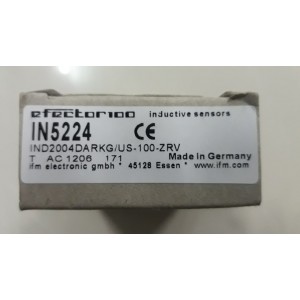 efector100 inductive sensors
IN5224 CE
IND2004DARKG/US-100-ZRV
T AC 1206 171 Made in Germany
ifm electronic gmbh * 45128 Essen * www.ifm.com